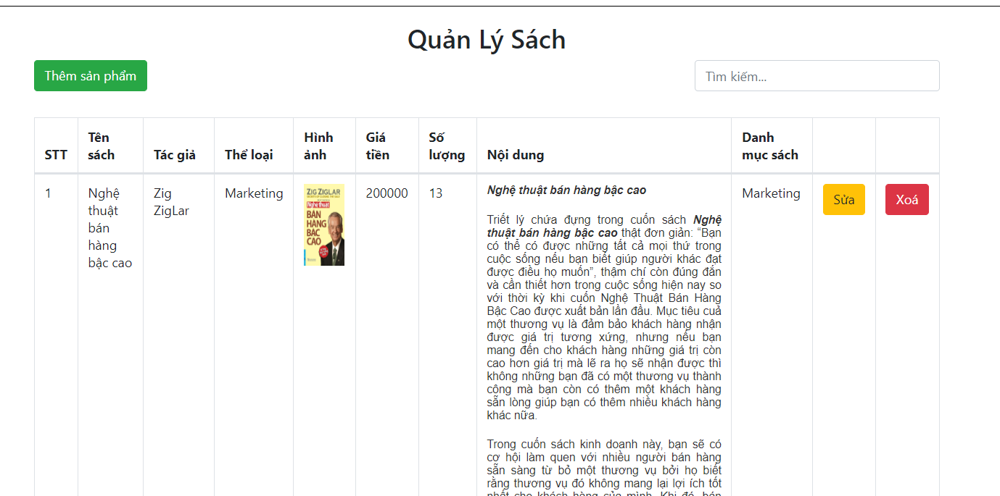 Quản Lý Sách
Thêm sản phẩm
Tìm kiếm...
STT
Tên
sách
Tác giả
Thể loại
Hình
ảnh
Giá
tiền
Số
lượng
Nội dung
Danh
mục sách
1
Nghệ
thuật
bán
hàng
bậc cao
Zig
ZigLar
Marketing
ZIG ZIGLAR
Nghệ thuật
BÁN
HÀNG
BẬC
CAO
200000
13
Nghệ thuật bán hàng bậc cao
Triết lý chứa đựng trong cuốn sách Nghệ
thuật bán hàng bậc cao thật đơn giản: “Bạn
có thể có được những tất cả mọi thứ trong
cuộc sống nếu bạn biết giúp người khác đạt
được điều họ muốn”, thậm chí còn đúng đắn
và cần thiết hơn trong cuộc sống hiện nay so
với thời kỳ khi cuốn Nghệ Thuật Bán Hàng
Bậc Cao được xuất bản lần đầu. Mục tiêu cuả
một thương vụ là đảm bảo khách hàng nhận
được giá trị tương xứng, nhưng nếu bạn
mang đến cho khách hàng những giá trị còn
cao hơn giá trị mà lẽ ra họ sẽ nhận được thì
không những bạn đã có một thương vụ thành
công mà bạn còn có thêm một khách hàng
sẵn lòng giúp bạn có thêm nhiều khách hàng
khác nữa.
Trong cuốn sách kinh doanh này, bạn sẽ có
cơ hội làm quen với nhiều người bán hàng
sẵn sàng từ bỏ một thương vụ bởi họ biết
rằng thương vụ đó không mang lại lợi ích tốt
nhất cho khách hàng của mình. Khi đó, bán
Marketing
Sửa
Xoá